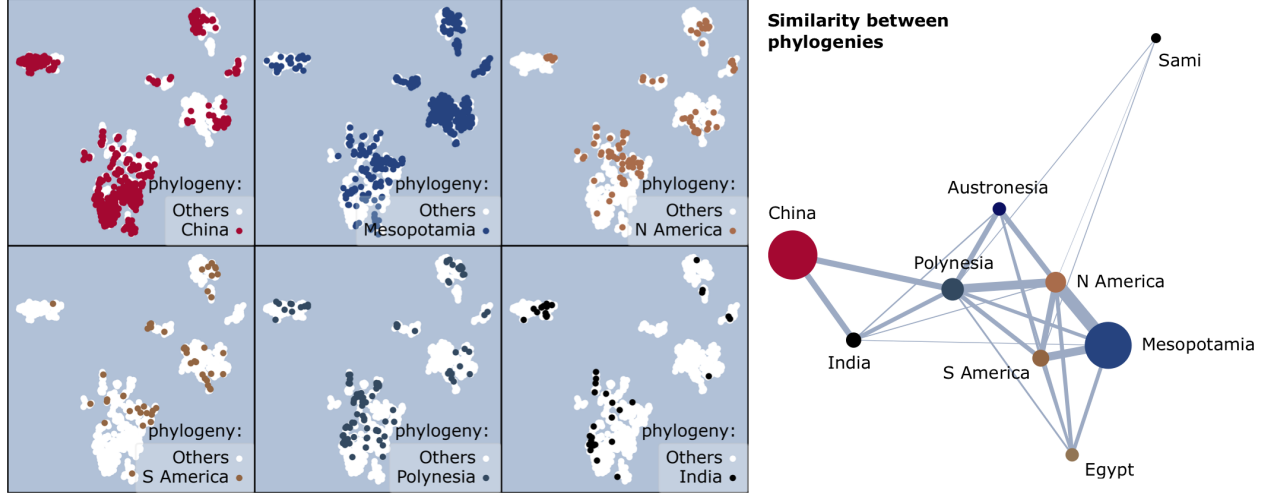 phylogeny:
Others
China
phylogeny:
Others
Mesopotamia
phylogeny:
Others
N America
phylogeny:
Others
S America
phylogeny:
Others
Polynesia
phylogeny:
Others
India
Similarity between
phylogenies
Sami
Austronesia
China
Polynesia
N America
Mesopotamia
India
S America
Egypt